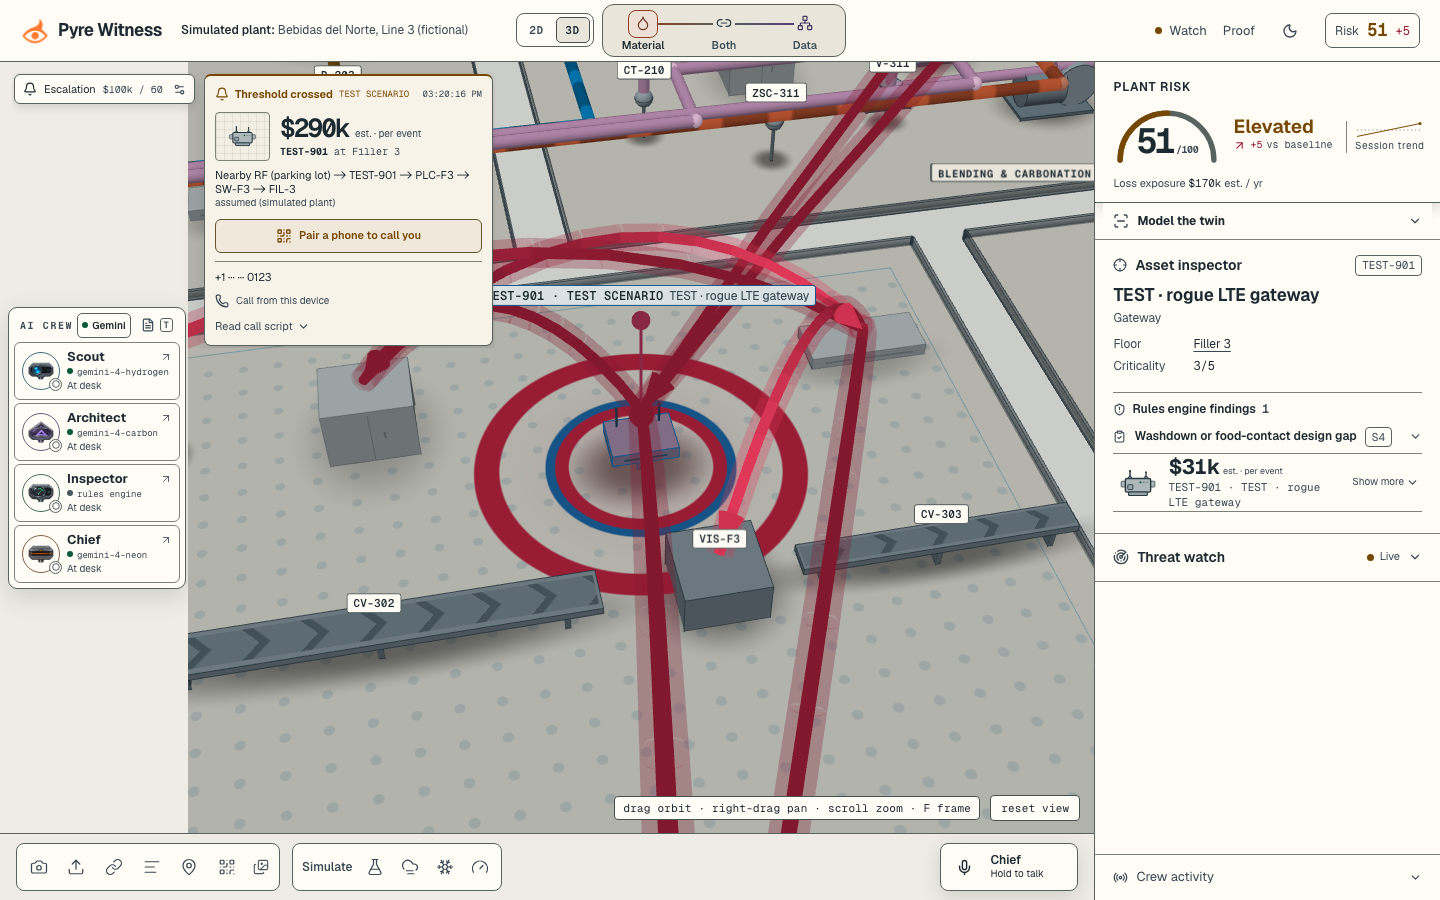 Pyre Witness
Simulated plant: Bebidas del Norte, Line 3 (fictional)
2D 3D
Material Both Data
Watch Proof
Risk 51 +5
Escalation $100k / 60
Threshold crossed TEST SCENARIO 03:20:16 PM
$290k est. · per event
TEST-901 at Filler 3
Nearby RF (parking lot) → TEST-901 → PLC-F3 →
SW-F3 → FIL-3
assumed (simulated plant)
Pair a phone to call you
+1 ··· ··· 0123
Call from this device
Read call script
AI CREW Gemini T
Scout
gemini-4-hydrogen
At desk
Architect
gemini-4-carbon
At desk
Inspector
rules engine
At desk
Chief
gemini-4-neon
At desk
CT-210
V-311
ZSC-311
BLENDING & CARBONATION
EST-901 · TEST SCENARIO TEST · rogue LTE gateway
VIS-F3
CV-303
CV-302
drag orbit · right-drag pan · scroll zoom · F frame
reset view
Simulate
Chief
Hold to talk
PLANT RISK
51 /100
Elevated
+5 vs baseline
Session trend
Loss exposure $170k est. / yr
Model the twin
Asset inspector TEST-901
TEST · rogue LTE gateway
Gateway
Floor Filler 3
Criticality 3/5
Rules engine findings 1
Washdown or food-contact design gap S4
$31k est. · per event
TEST-901 · TEST · rogue
LTE gateway
Show more
Threat watch Live
Crew activity